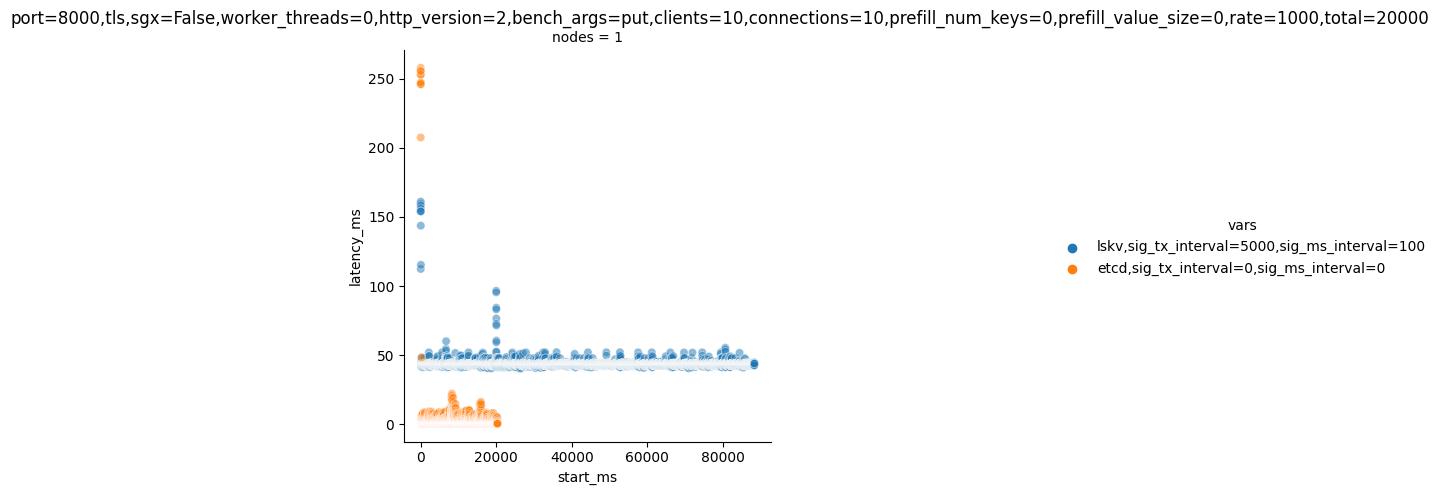 port=8000,tls,sgx=False,worker_threads=0,http_version=2,bench_args=put,clients=10,connections=10,prefill_num_keys=0,prefill_value_size=0,rate=1000,total=20000
nodes = 1
250
200
150
100
50
0
latency_ms
0
20000
40000
60000
80000
start_ms
vars
lskv,sig_tx_interval=5000,sig_ms_interval=100
etcd,sig_tx_interval=0,sig_ms_interval=0